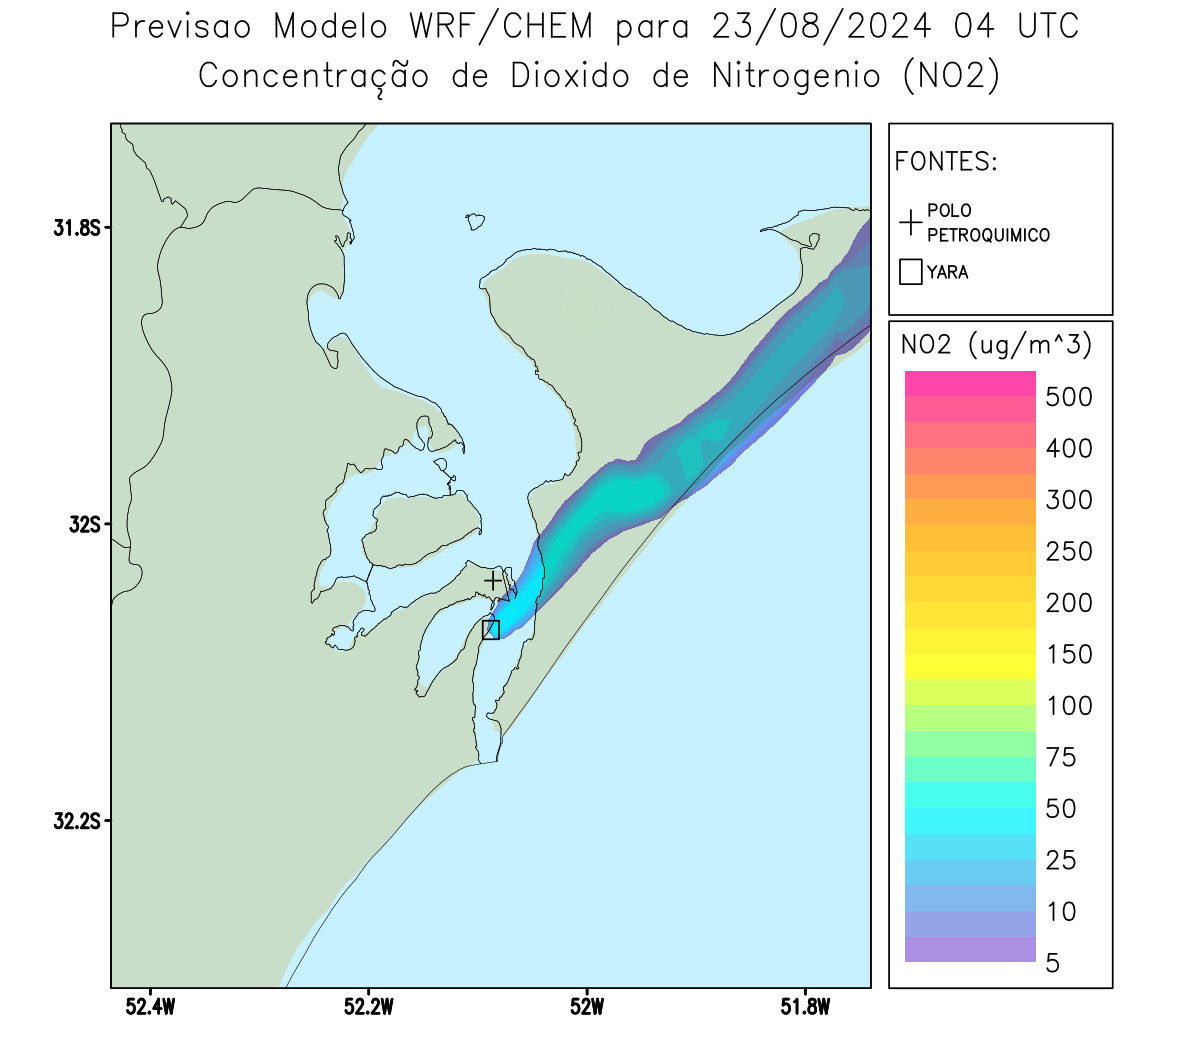 Previsao Modelo WRF/CHEM para 23/08/2024 04 UTC
Concentração de Dioxido de Nitrogenio (NO2)
FONTES:
POLO
PETROQUIMICO
YARA
NO2 (ug/m^3)
500
400
300
250
200
150
100
75
50
25
10
5
31.8S
32S
32.2S
52.4W
52.2W
52W
51.8W